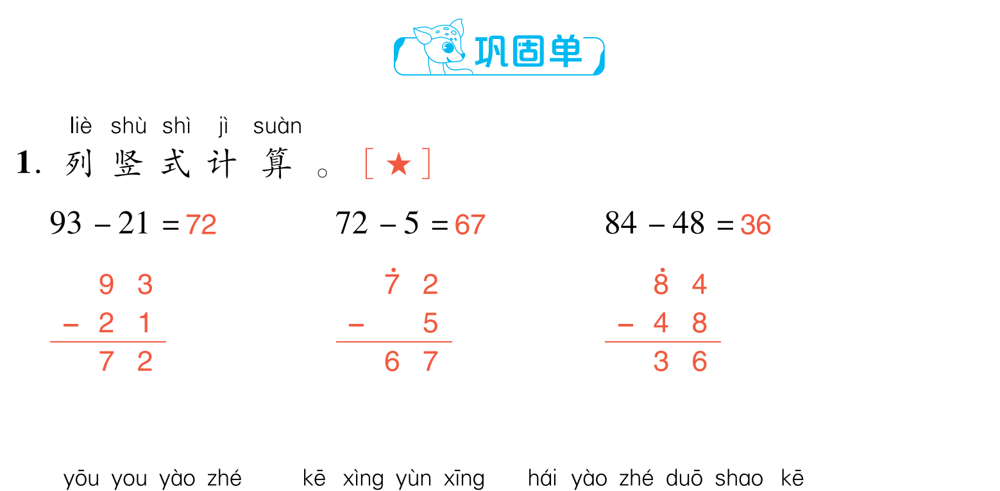 巩固单
liè shù shì jì suàn
1. 列竖式计算。[★]
93 － 21 = 72 72 － 5 = 67 84 － 48 = 36
9 3 7 2 8 4
－ 2 1 － 5 － 4 8
7 2 6 7 3 6
yōu you yào zhé kē xìng yùn xīng hái yào zhé duō shao kē